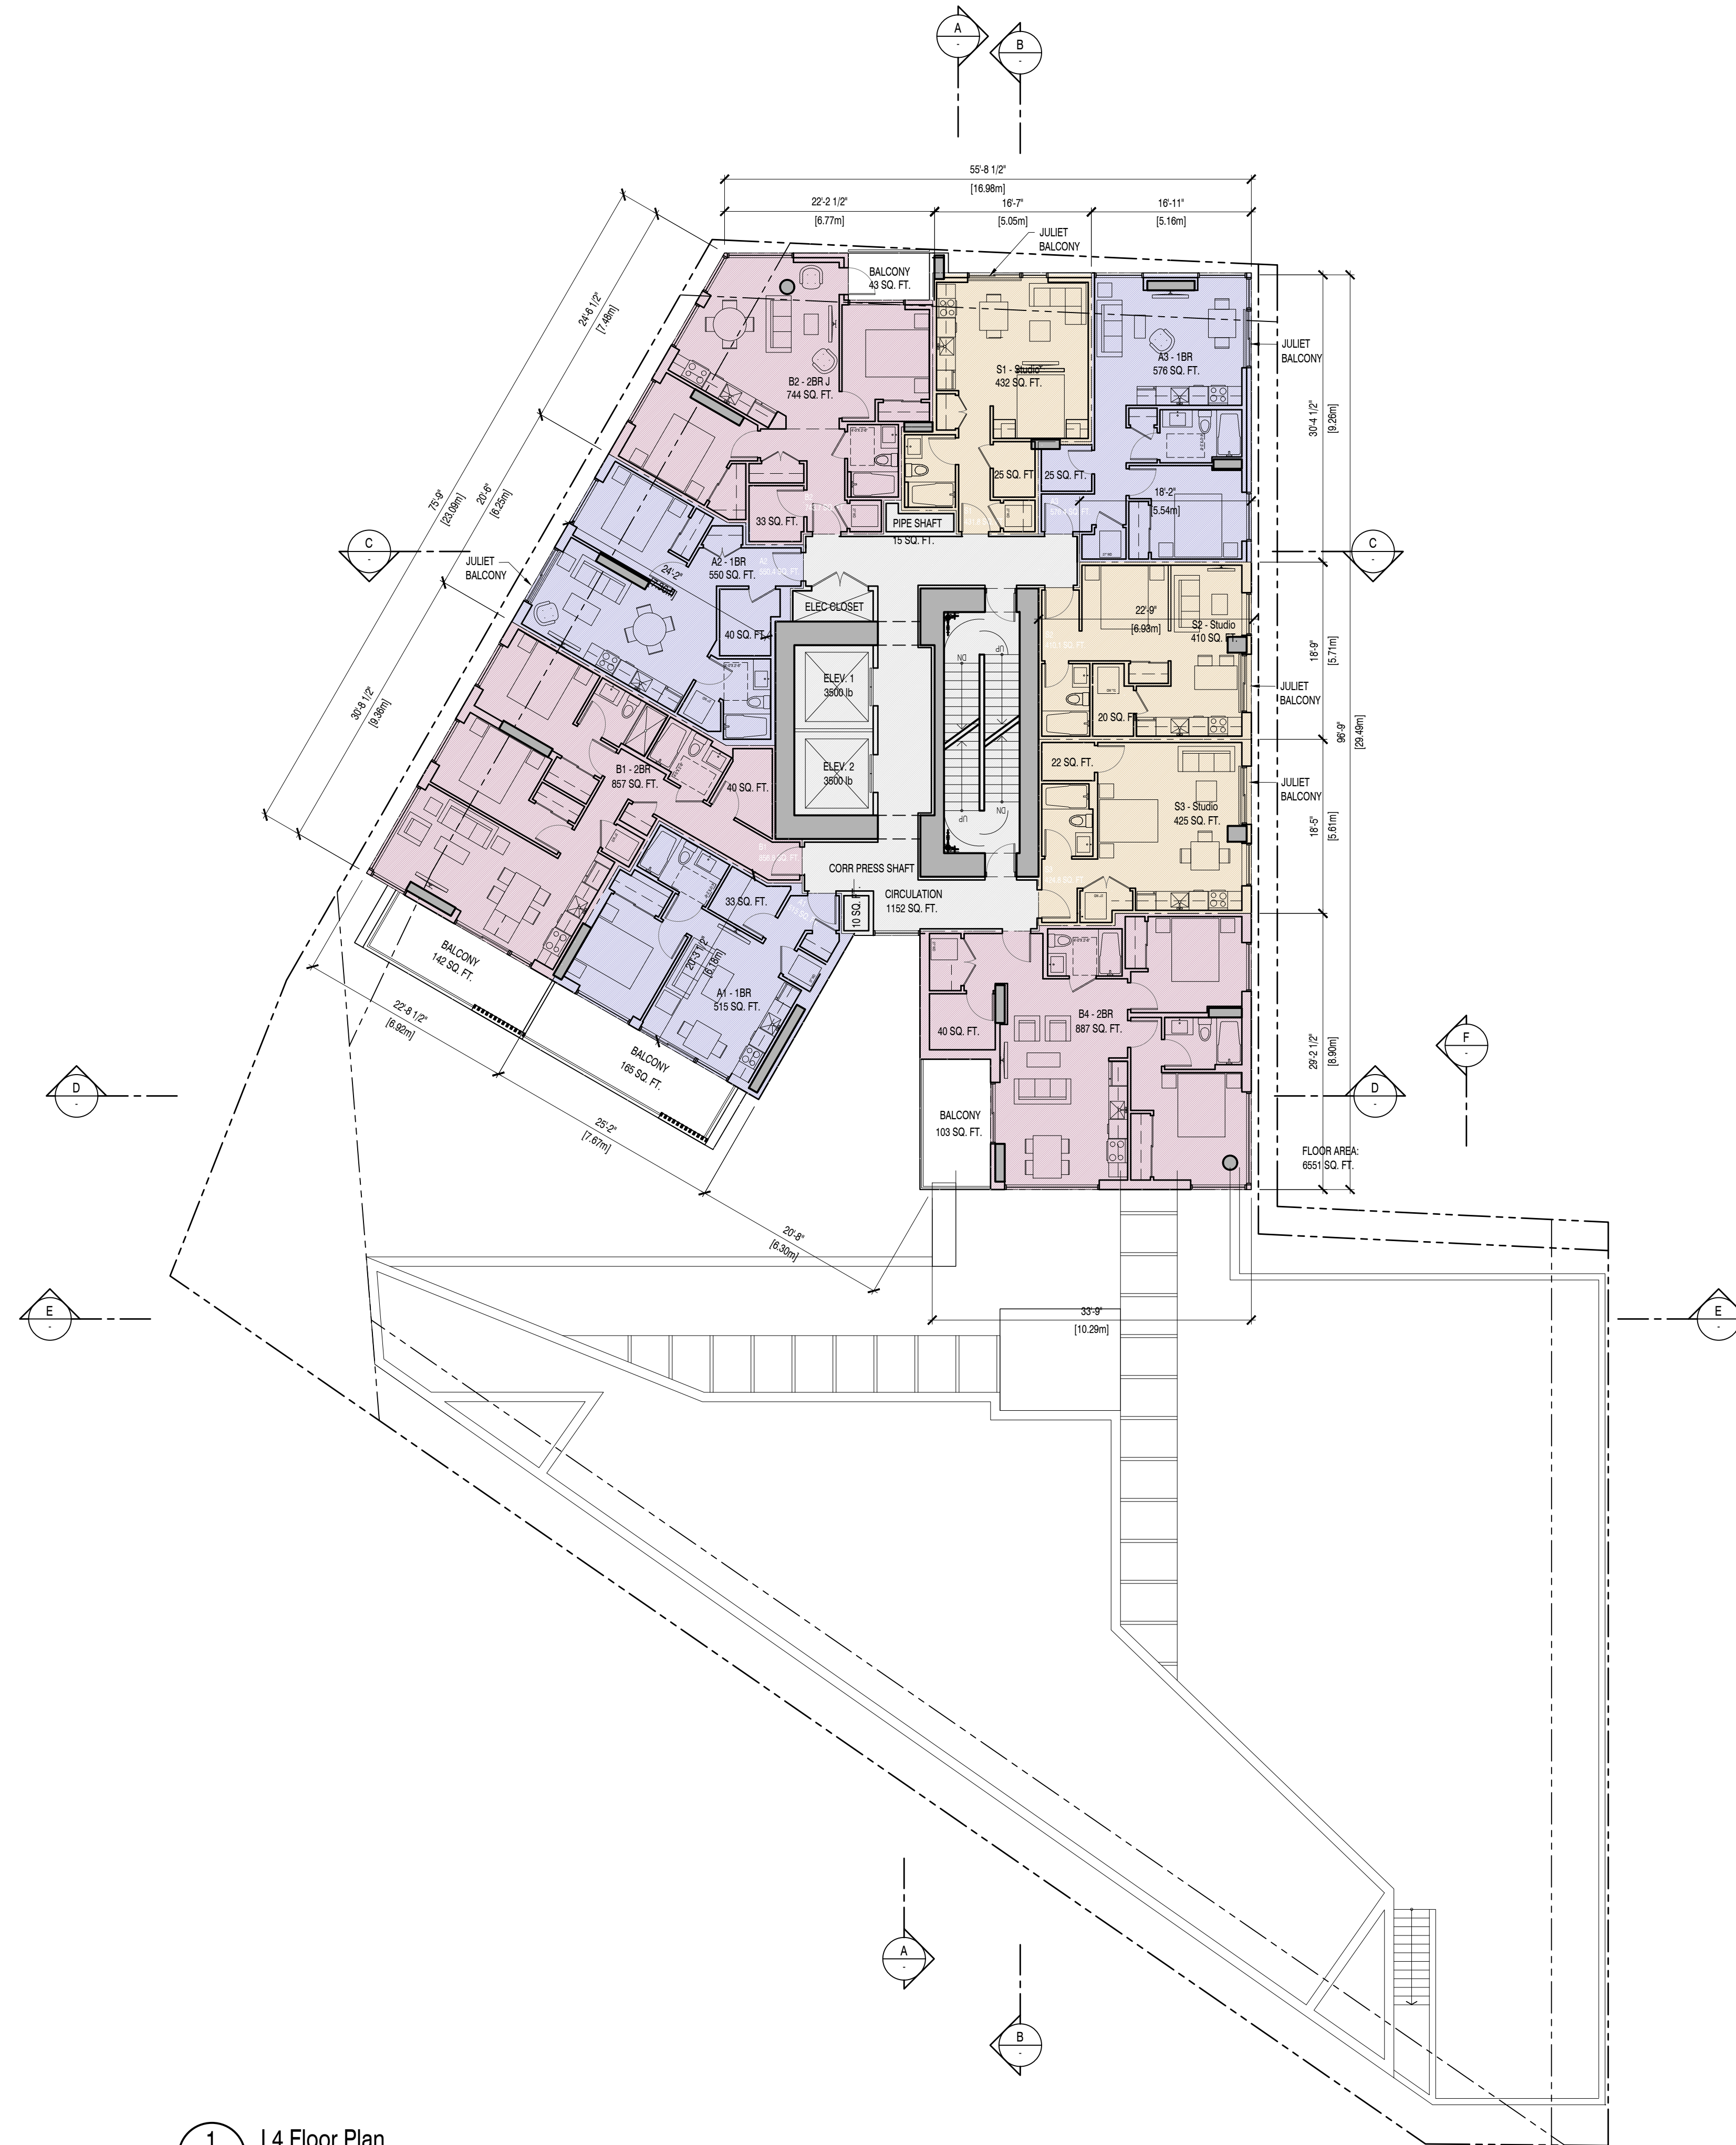 A
-
B
-
55'-8 1/2"
[16.98m]
22'-2 1/2"
[6.77m]
16'-7"
[5.05m]
16'-11"
[5.16m]
JULIET
BALCONY
BALCONY
43 SQ. FT.
24'-6 1/2"
[7.48m]
JULIET
BALCONY
A3 - 1BR
576 SQ. FT.
S1 - Studio
432 SQ. FT.
B2 - 2BR J
744 SQ. FT.
30'-4 1/2"
[9.26m]
75'-9"
[23.09m]
20'-6"
[6.25m]
25 SQ. FT.
25 SQ. FT.
18'-2"
[5.54m]
33 SQ. FT.
PIPE SHAFT
15 SQ. FT.
C
-
C
-
JULIET
BALCONY
A2 - 1BR
550 SQ. FT.
24'-2"
ELEC CLOSET
40 SQ. FT.
22'-9"
[6.93m]
S2 - Studio
410 SQ. FT.
18'-9"
[5.71m]
DN
UP
ELEV. 1
3500 lb
JULIET
BALCONY
20 SQ. FT.
30'-8 1/2"
[9.36m]
96'-9"
[29.49m]
22 SQ. FT.
B1 - 2BR
857 SQ. FT.
ELEV. 2
3500 lb
40 SQ. FT.
JULIET
BALCONY
S3 - Studio
425 SQ. FT.
18'-5"
[5.61m]
UP
DN
CORR PRESS SHAFT
CIRCULATION
1152 SQ. FT.
10 SQ. FT.
33 SQ. FT.
BALCONY
142 SQ. FT.
20'-3 1/2"
[6.18m]
A1 - 1BR
515 SQ. FT.
22'-8 1/2"
[6.92m]
B4 - 2BR
887 SQ. FT.
40 SQ. FT.
F
-
29'-2 1/2"
[8.90m]
BALCONY
165 SQ. FT.
D
-
D
-
BALCONY
103 SQ. FT.
25'-2"
[7.67m]
FLOOR AREA:
6551 SQ. FT.
20'-8"
[6.30m]
E
-
E
-
33'-9"
[10.29m]
A
-
B
-
1
L4 Floor Plan